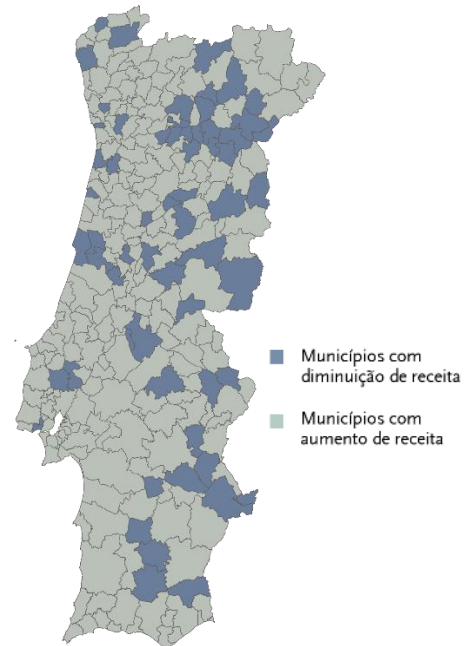 Municípios com
diminuição de receita
Municípios com
aumento de receita